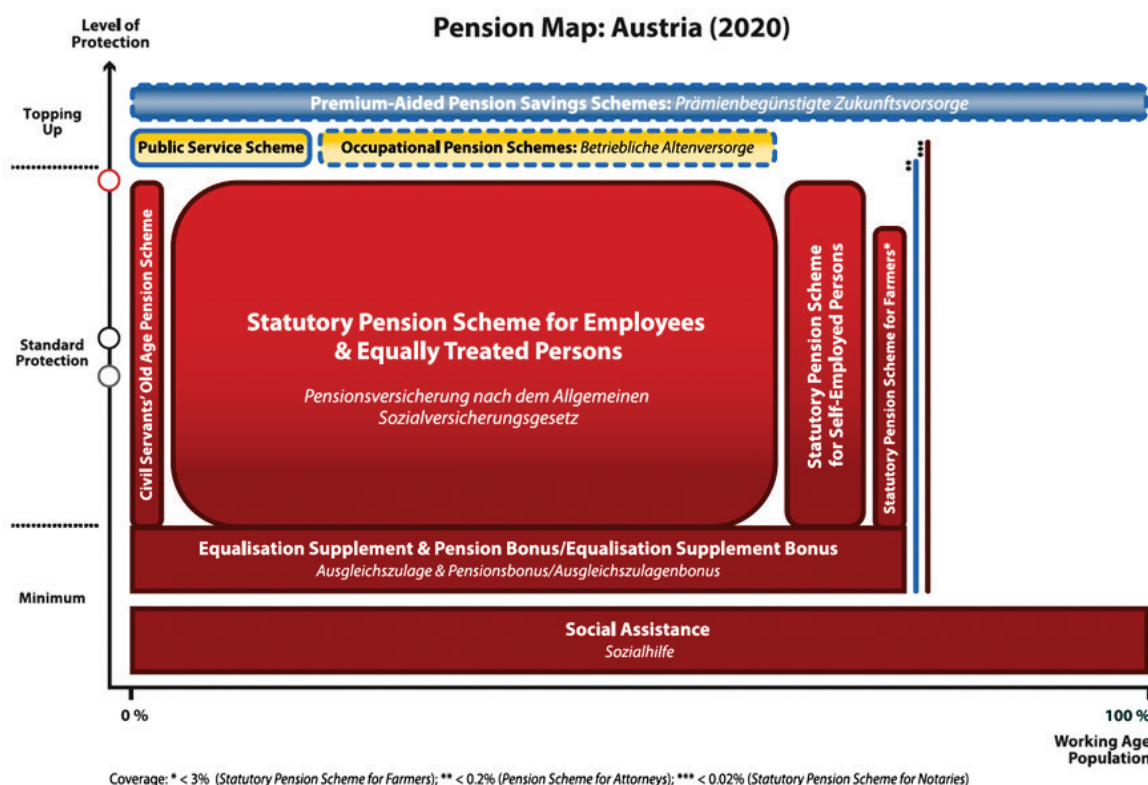 Pension Map: Austria (2020)
Level of
Protection
Topping
Up
Premium-Aided Pension Savings Schemes: Prämienbegünstigte Zukunftsvorsorge
Public Service Scheme
Occupational Pension Schemes: Betriebliche Altenversorge
**
***
Standard
Protection
Civil Servants' Old Age Pension Scheme
Statutory Pension Scheme for Employees
& Equally Treated Persons
Pensionsversicherung nach dem Allgemeinen
Sozialversicherungsgesetz
Statutory Pension Scheme
for Self-Employed Persons
Statutory Pension Scheme for Farmers*
Minimum
Equalisation Supplement & Pension Bonus/Equalisation Supplement Bonus
Ausgleichszulage & Pensionsbonus/Ausgleichszulagenbonus
Social Assistance
Sozialhilfe
0 %
100 %
Working Age
Population
Coverage: * < 3% (Statutory Pension Scheme for Farmers); ** < 0.2% (Pension Scheme for Attorneys); *** < 0.02% (Statutory Pension Scheme for Notaries)